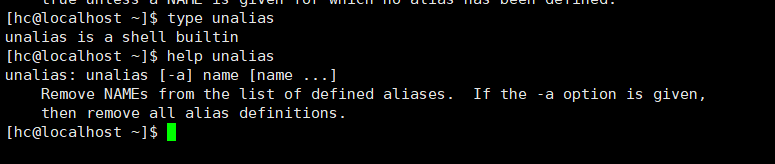 true unless a NAME is given for which no alias has been defined.
[hc@localhost ~]$ type unalias
unalias is a shell builtin
[hc@localhost ~]$ help unalias
unalias: unalias [-a] name [name ...]
    Remove NAMEs from the list of defined aliases.  If the -a option is given,
    then remove all alias definitions.
[hc@localhost ~]$